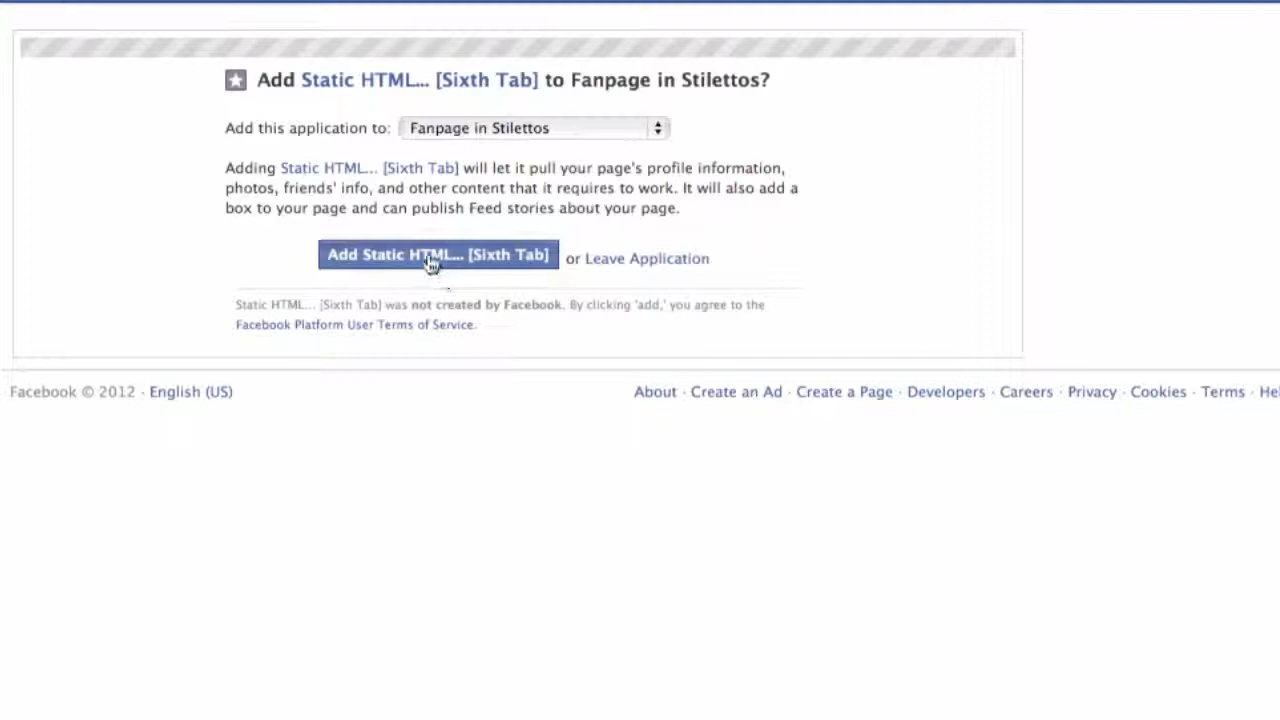 Add Static HTML... [Sixth Tab] to Fanpage in Stilettos?
Add this application to: Fanpage in Stilettos
Adding Static HTML... [Sixth Tab] will let it pull your page's profile information,
photos, friends' info, and other content that it requires to work. It will also add a
box to your page and can publish Feed stories about your page.
Add Static HTML... [Sixth Tab] or Leave Application
Static HTML... [Sixth Tab] was not created by Facebook. By clicking 'add,' you agree to the
Facebook Platform User Terms of Service.
Facebook © 2012 · English (US) About · Create an Ad · Create a Page · Developers · Careers · Privacy · Cookies · Terms · Hel